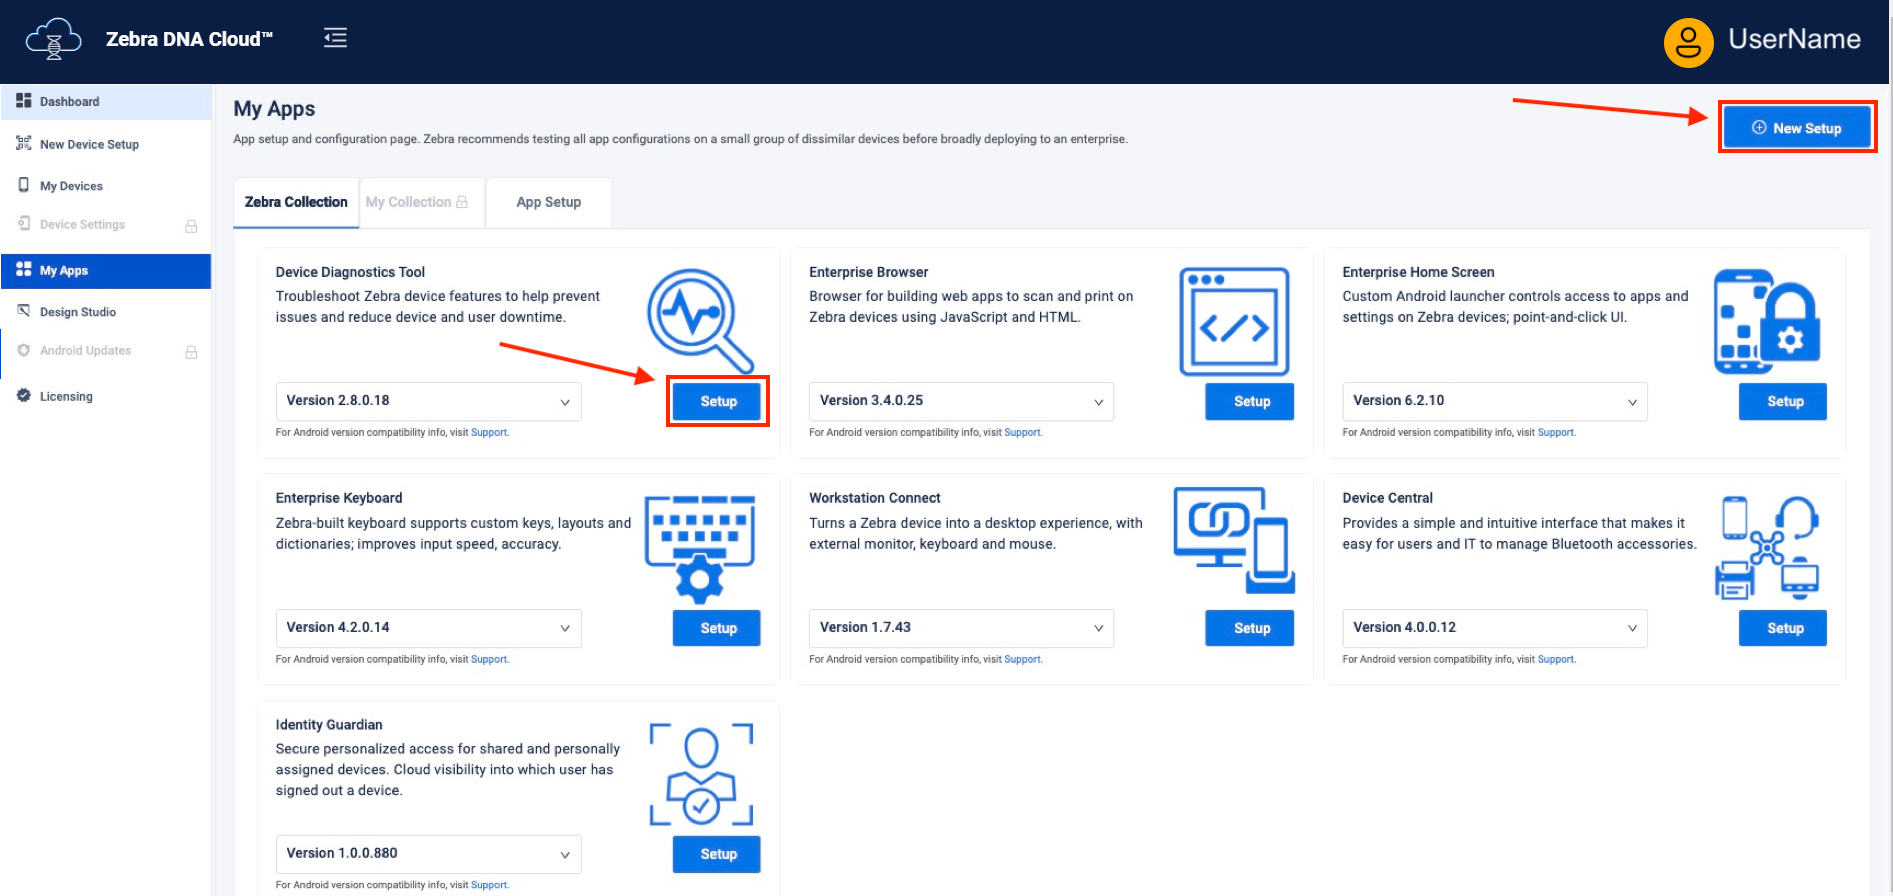 Zebra DNA Cloud™
UserName
Dashboard
New Device Setup
My Devices
Device Settings
My Apps
Design Studio
Android Updates
Licensing
My Apps
App setup and configuration page. Zebra recommends testing all app configurations on a small group of dissimilar devices before broadly deploying to an enterprise.
New Setup
Zebra Collection
My Collection
App Setup
Device Diagnostics Tool
Troubleshoot Zebra device features to help prevent
issues and reduce device and user downtime.
Version 2.8.0.18
Setup
For Android version compatibility info, visit Support.
Enterprise Browser
Browser for building web apps to scan and print on
Zebra devices using JavaScript and HTML.
Version 3.4.0.25
Setup
For Android version compatibility info, visit Support.
Enterprise Home Screen
Custom Android launcher controls access to apps and
settings on Zebra devices; point-and-click UI.
Version 6.2.10
Setup
For Android version compatibility info, visit Support.
Enterprise Keyboard
Zebra-built keyboard supports custom keys, layouts and
dictionaries; improves input speed, accuracy.
Version 4.2.0.14
Setup
For Android version compatibility info, visit Support.
Workstation Connect
Turns a Zebra device into a desktop experience, with
external monitor, keyboard and mouse.
Version 1.7.43
Setup
For Android version compatibility info, visit Support.
Device Central
Provides a simple and intuitive interface that makes it
easy for users and IT to manage Bluetooth accessories.
Version 4.0.0.12
Setup
For Android version compatibility info, visit Support.
Identity Guardian
Secure personalized access for shared and personally
assigned devices. Cloud visibility into which user has
signed out a device.
Version 1.0.0.880
Setup
For Android version compatibility info, visit Support.